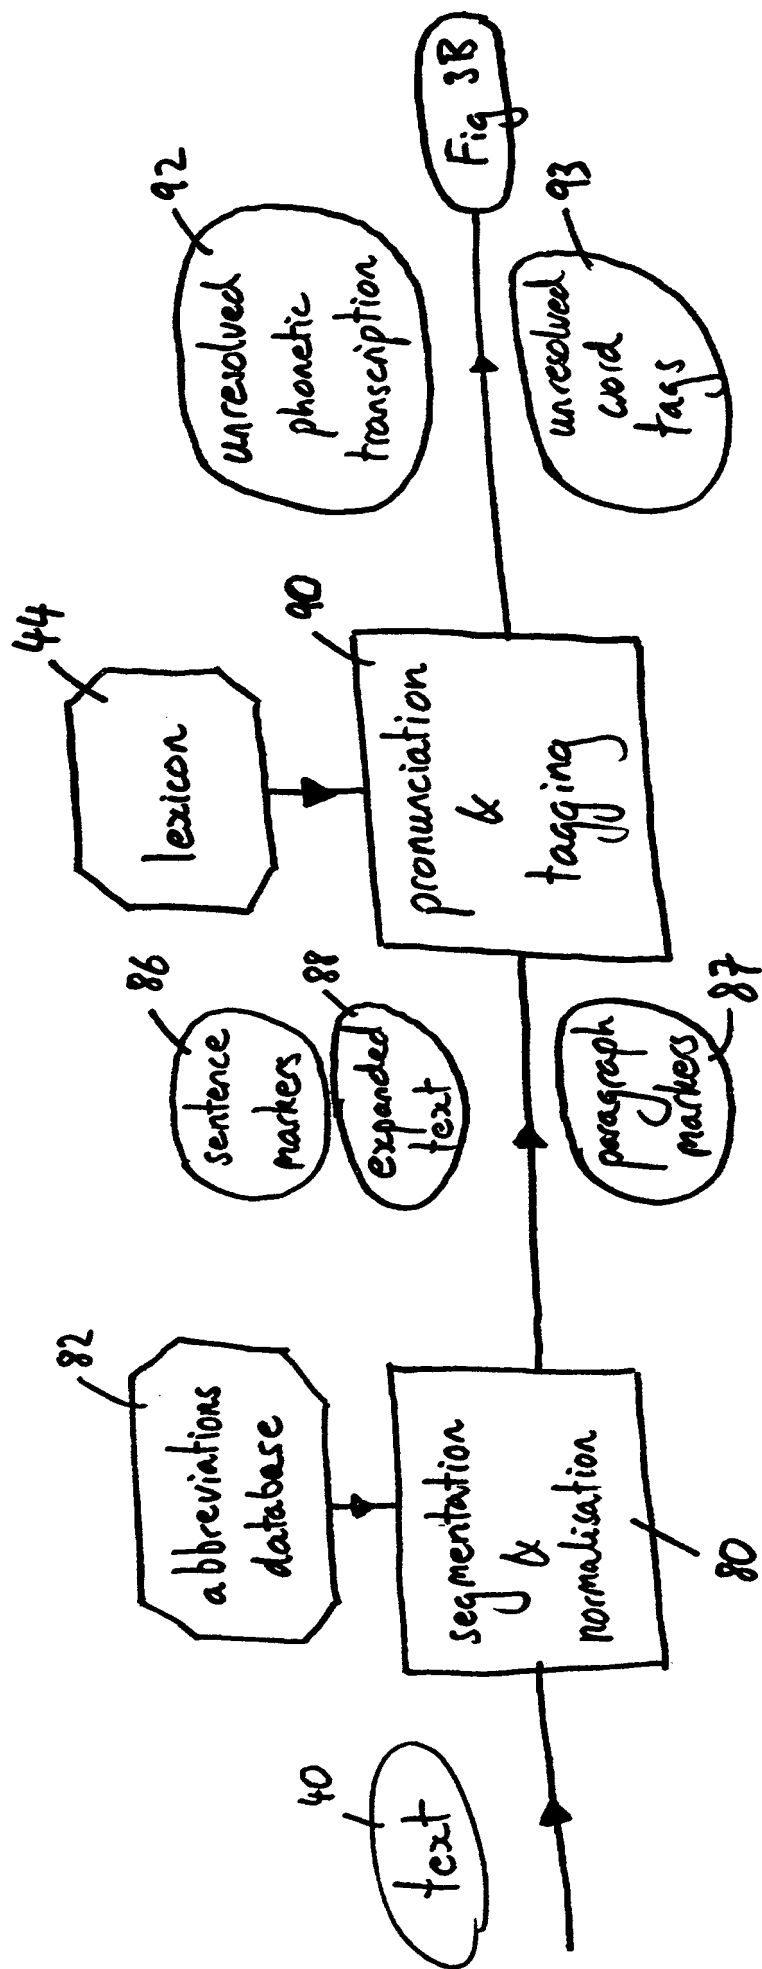 40
text
82
abbreviations
database
segmentation
&
normalisation
80
86
sentence
markers
88
expanded
text
paragraph
markers
87
44
lexicon
90
pronunciation
&
tagging
92
unresolved
phonetic
transcription
unresolved
word
tags
93
Fig 3B